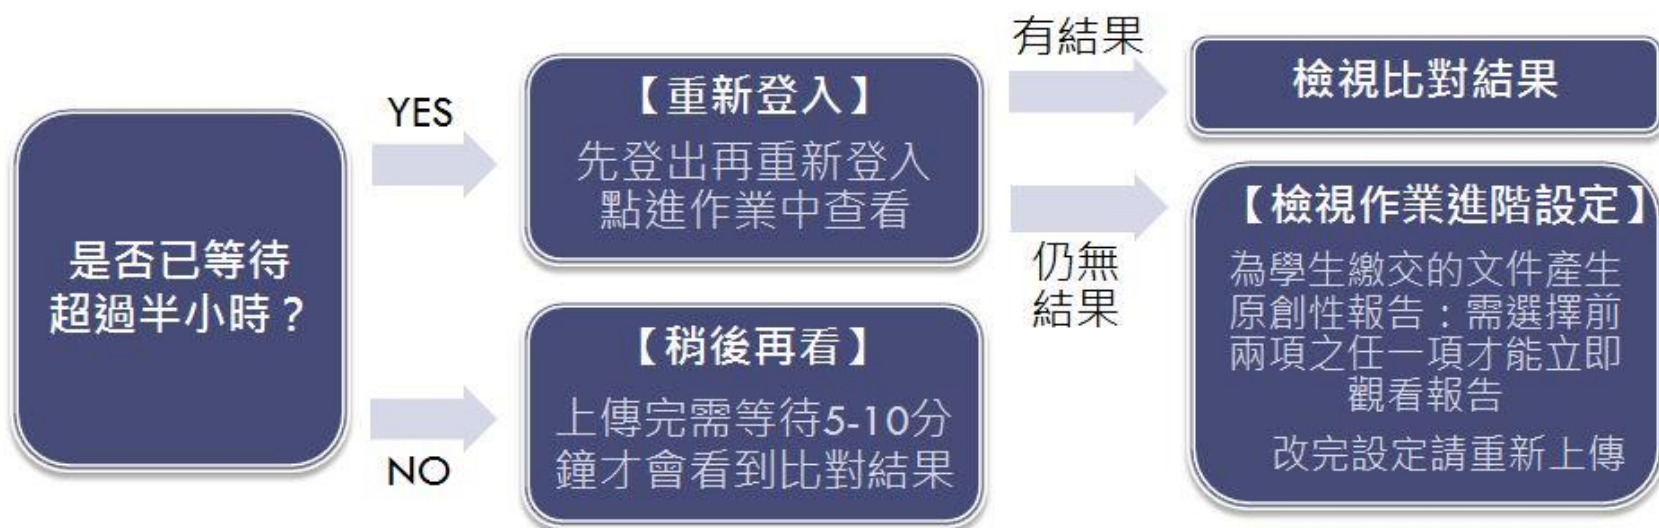 是否已等待
超過半小時？
YES
【重新登入】
先登出再重新登入
點進作業中查看
有結果
檢視比對結果
仍無
結果
【檢視作業進階設定】
為學生繳交的文件產生
原創性報告：需選擇前
兩項之任一項才能立即
觀看報告
改完設定請重新上傳
NO
【稍後再看】
上傳完需等待5-10分
鐘才會看到比對結果